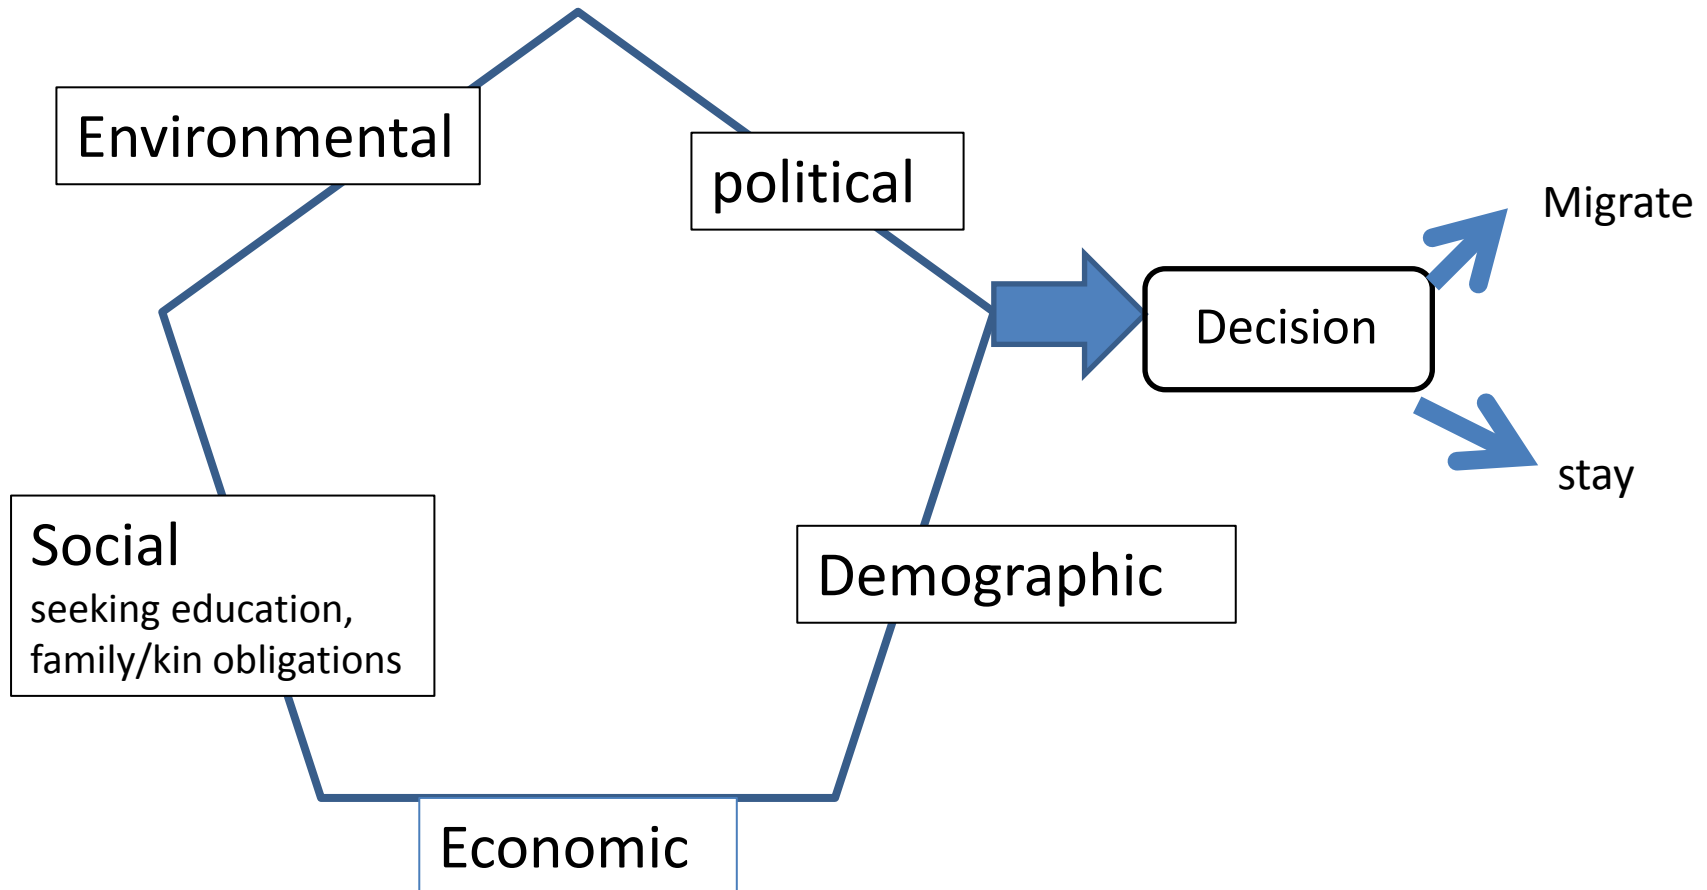 Environmental
political
Migrate
Decision
stay
Social
seeking education,
family/kin obligations
Demographic
Economic